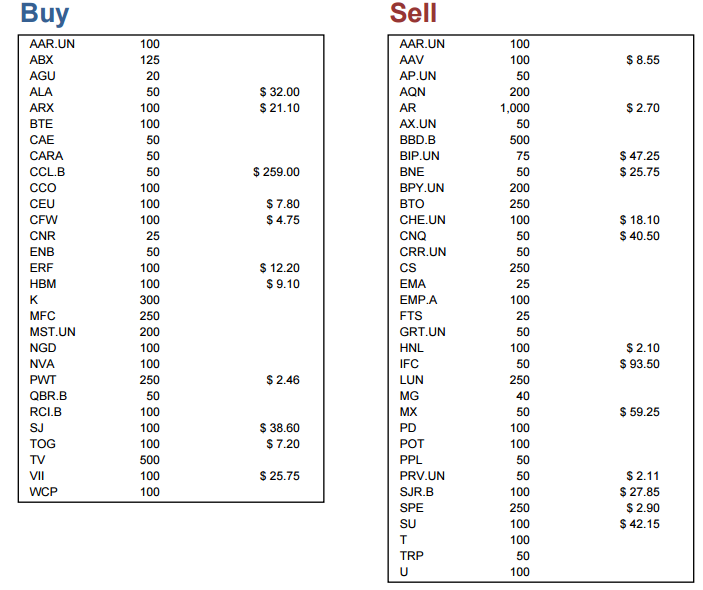 Buy
AAR.UN 100
ABX 125
AGU 20
ALA 50 $ 32.00
ARX 100 $ 21.10
BTE 100
CAE 50
CARA 50
CCL.B 50 $ 259.00
CCO 100
CEU 100 $ 7.80
CFW 100 $ 4.75
CNR 25
ENB 50
ERF 100 $ 12.20
HBM 100 $ 9.10
K 300
MFC 250
MST.UN 200
NGD 100
NVA 100
PWT 250 $ 2.46
QBR.B 50
RCI.B 100
SJ 100 $ 38.60
TOG 100 $ 7.20
TV 500
VII 100 $ 25.75
WCP 100
Sell
AAR.UN 100
AAV 100 $ 8.55
AP.UN 50
AQN 200
AR 1,000 $ 2.70
AX.UN 50
BBD.B 500
BIP.UN 75 $ 47.25
BNE 50 $ 25.75
BPY.UN 200
BTO 250
CHE.UN 100 $ 18.10
CNQ 50 $ 40.50
CRR.UN 50
CS 250
EMA 25
EMP.A 100
FTS 25
GRT.UN 50
HNL 100 $ 2.10
IFC 50 $ 93.50
LUN 250
MG 40
MX 50 $ 59.25
PD 100
POT 100
PPL 50
PRV.UN 50 $ 2.11
SJR.B 100 $ 27.85
SPE 250 $ 2.90
SU 100 $ 42.15
T 100
TRP 50
U 100